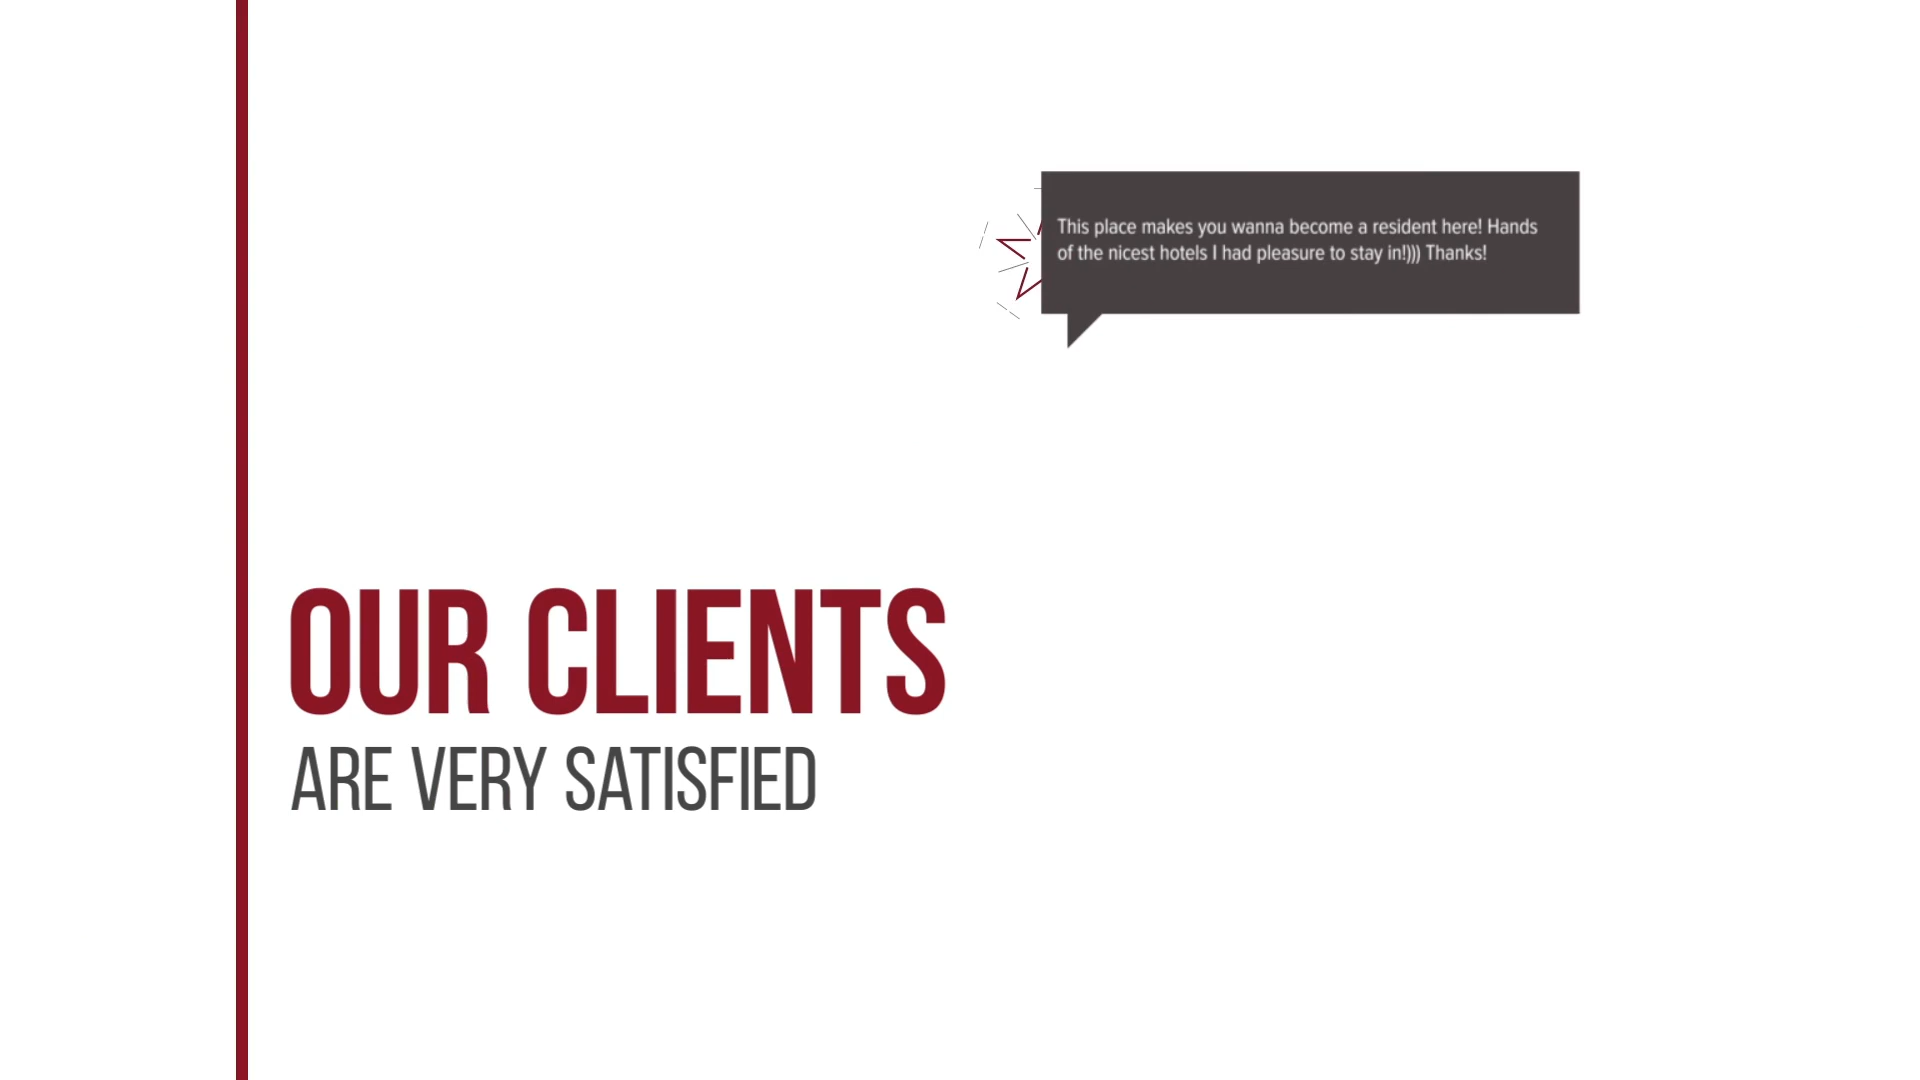 This place makes you wanna become a resident here! Hands
of the nicest hotels I had pleasure to stay in!))) Thanks!
OUR CLIENTS
ARE VERY SATISFIED